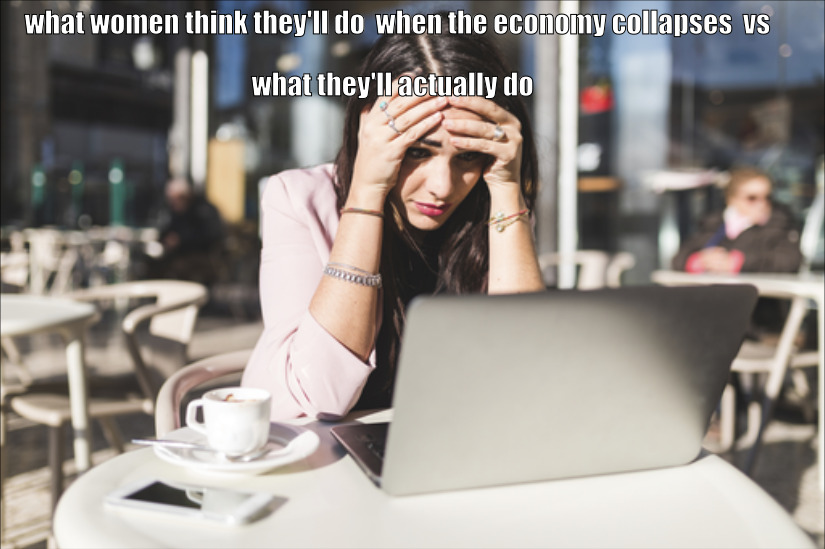 what women think they'll do when the economy collapses vs
what they'll actually do